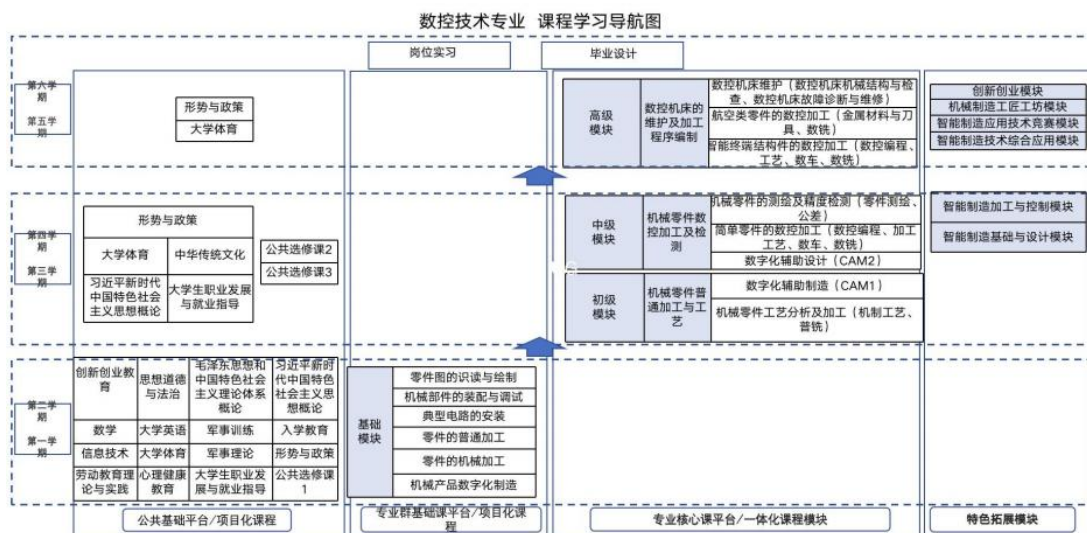 数控技术专业 课程学习导航图
岗位实习
毕业设计
第六学
期
第五学
期
形势与政策
大学体育
高级
模块
数控机床的
维护及加工
程序编制
数控机床维护（数控机床机械结构与检
查、数控机床故障诊断与维修）
航空类零件的数控加工（金属材料与刀
具、数铣）
智能终端结构件的数控加工（数控编程、
工艺、数车、数铣）
创新创业模块
机械制造工匠工坊模块
智能制造应用技术竞赛模块
智能制造技术综合应用模块
第四学
期
第三学
期
形势与政策
大学体育
中华传统文化
习近平新时代
中国特色社会主
义思想概论
大学生职业发展
与就业指导
公共选修课2
公共选修课3
中级
模块
机械零件数
控加工及检
测
机械零件的测绘及精度检测（零件测绘、
公差）
简单零件的数控加工（数控编程、加工
工艺、数车、数铣）
数字化辅助设计（CAM2）
初级
模块
机械零件普
通加工与工
艺
数字化辅助制造（CAM1）
机械零件工艺分析及加工（机制工艺、
普铣）
智能制造加工与控制模块
智能制造基础与设计模块
第二学
期
第一学
期
创新创业教
育
思想道德
与法治
毛泽东思想和
中国特色社会
主义理论体系
概论
习近平新时
代中国特色
社会主义思
想概论
数学
大学英语
军事训练
入学教育
信息技术
大学体育
军事理论
形势与政策
劳动教育理
论与实践
心理健康
教育
大学生职业发
展与就业指导
公共选修课
1
基础
模块
零件图的识读与绘制
机械部件的装配与调试
典型电路的安装
零件的普通加工
零件的机械加工
机械产品数字化制造
公共基础平台/项目化课程
专业群基础课平台/项目化课
程
专业核心课平台/一体化课程模块
特色拓展模块